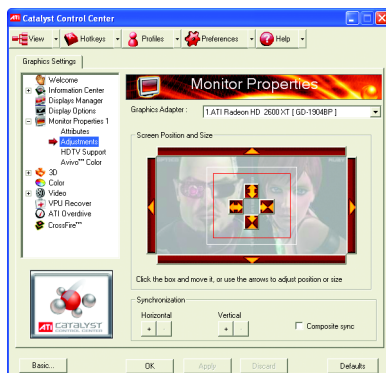 ATI Catalyst Control Center
View Hotkeys Profiles Preferences Help
Graphics Settings
Welcome
Information Center
Displays Manager
Display Options
Monitor Properties 1
Attributes
Adjustments
HDTV Support
Avivo™ Color
3D
Color
Video
VPU Recover
ATI Overdrive
CrossFire™
ATI CATALYST
CONTROL CENTER
Monitor Properties
Graphics Adapter :
1.ATI Radeon HD 2600 XT [ GD-1904BP ]
Screen Position and Size
Click the box and move it, or use the arrows to adjust position or size
Synchronization
Horizontal Vertical
+ - + - Composite sync
Basic... OK Apply Discard Defaults